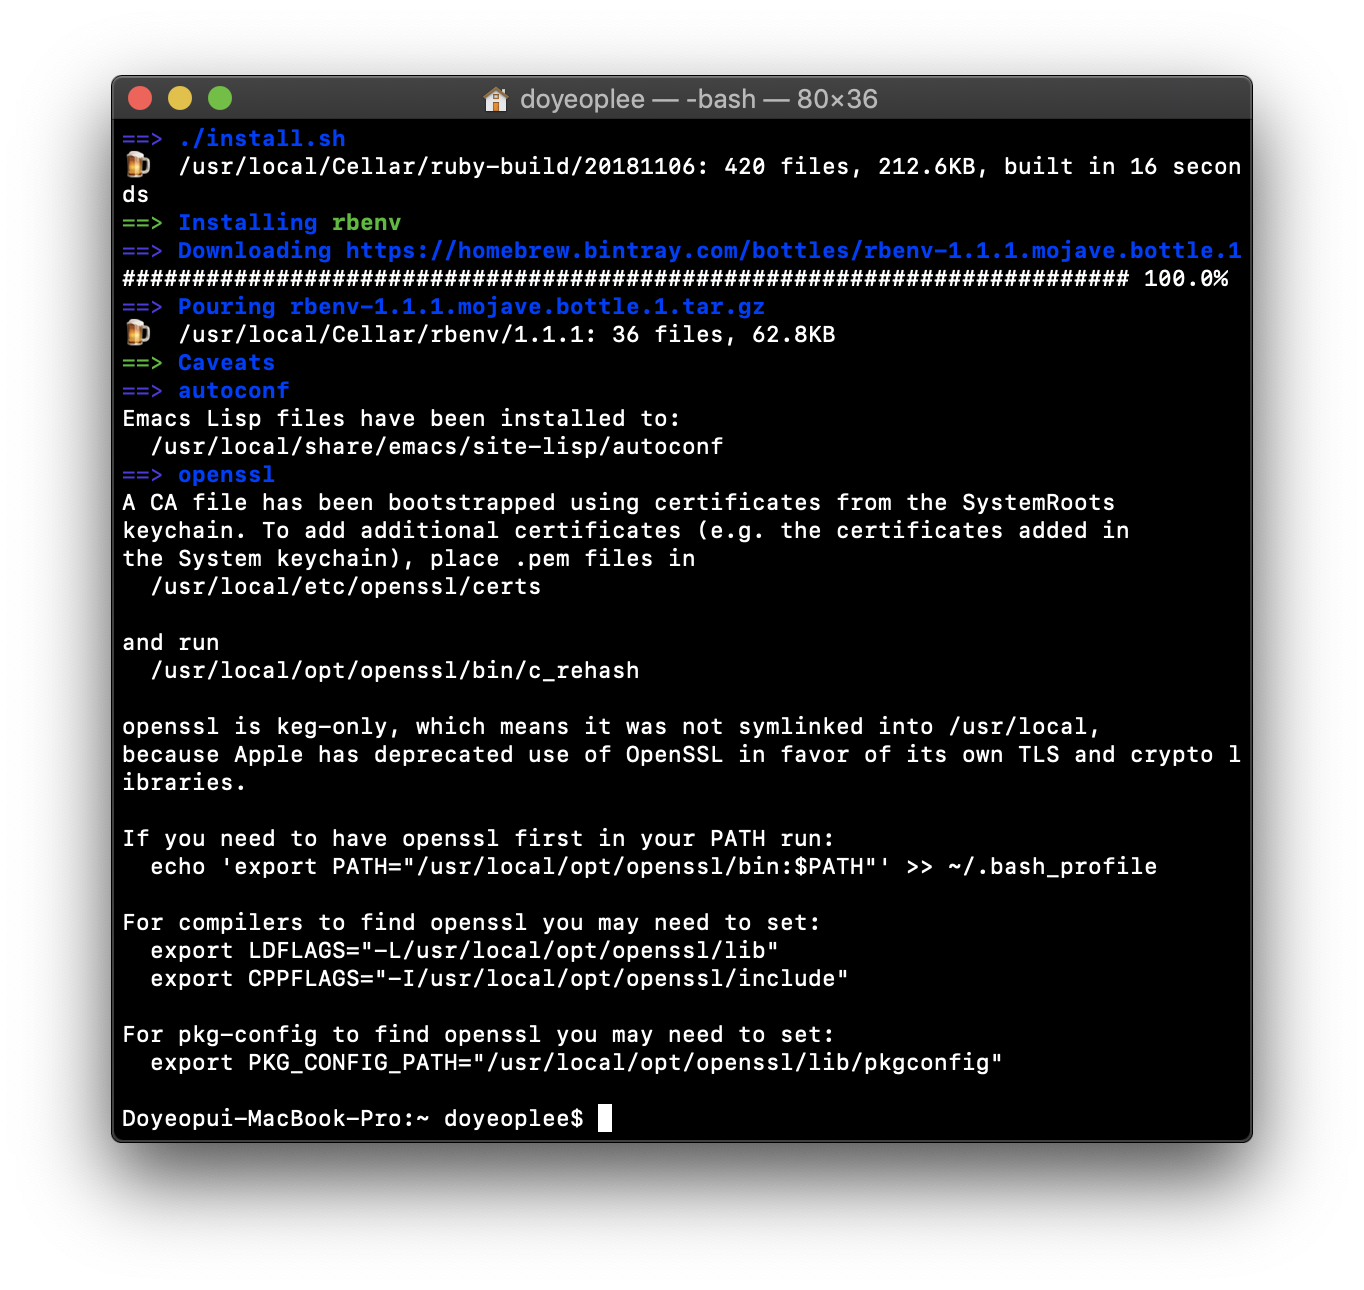 doyeoplee — -bash — 80×36
==> ./install.sh
🍺  /usr/local/Cellar/ruby-build/20181106: 420 files, 212.6KB, built in 16 secon
ds
==> Installing rbenv
==> Downloading https://homebrew.bintray.com/bottles/rbenv-1.1.1.mojave.bottle.1
######################################################################## 100.0%
==> Pouring rbenv-1.1.1.mojave.bottle.1.tar.gz
🍺  /usr/local/Cellar/rbenv/1.1.1: 36 files, 62.8KB
==> Caveats
==> autoconf
Emacs Lisp files have been installed to:
  /usr/local/share/emacs/site-lisp/autoconf
==> openssl
A CA file has been bootstrapped using certificates from the SystemRoots
keychain. To add additional certificates (e.g. the certificates added in
the System keychain), place .pem files in
  /usr/local/etc/openssl/certs

and run
  /usr/local/opt/openssl/bin/c_rehash

openssl is keg-only, which means it was not symlinked into /usr/local,
because Apple has deprecated use of OpenSSL in favor of its own TLS and crypto l
ibraries.

If you need to have openssl first in your PATH run:
  echo 'export PATH="/usr/local/opt/openssl/bin:$PATH"' >> ~/.bash_profile

For compilers to find openssl you may need to set:
  export LDFLAGS="-L/usr/local/opt/openssl/lib"
  export CPPFLAGS="-I/usr/local/opt/openssl/include"

For pkg-config to find openssl you may need to set:
  export PKG_CONFIG_PATH="/usr/local/opt/openssl/lib/pkgconfig"

Doyeopui-MacBook-Pro:~ doyeoplee$